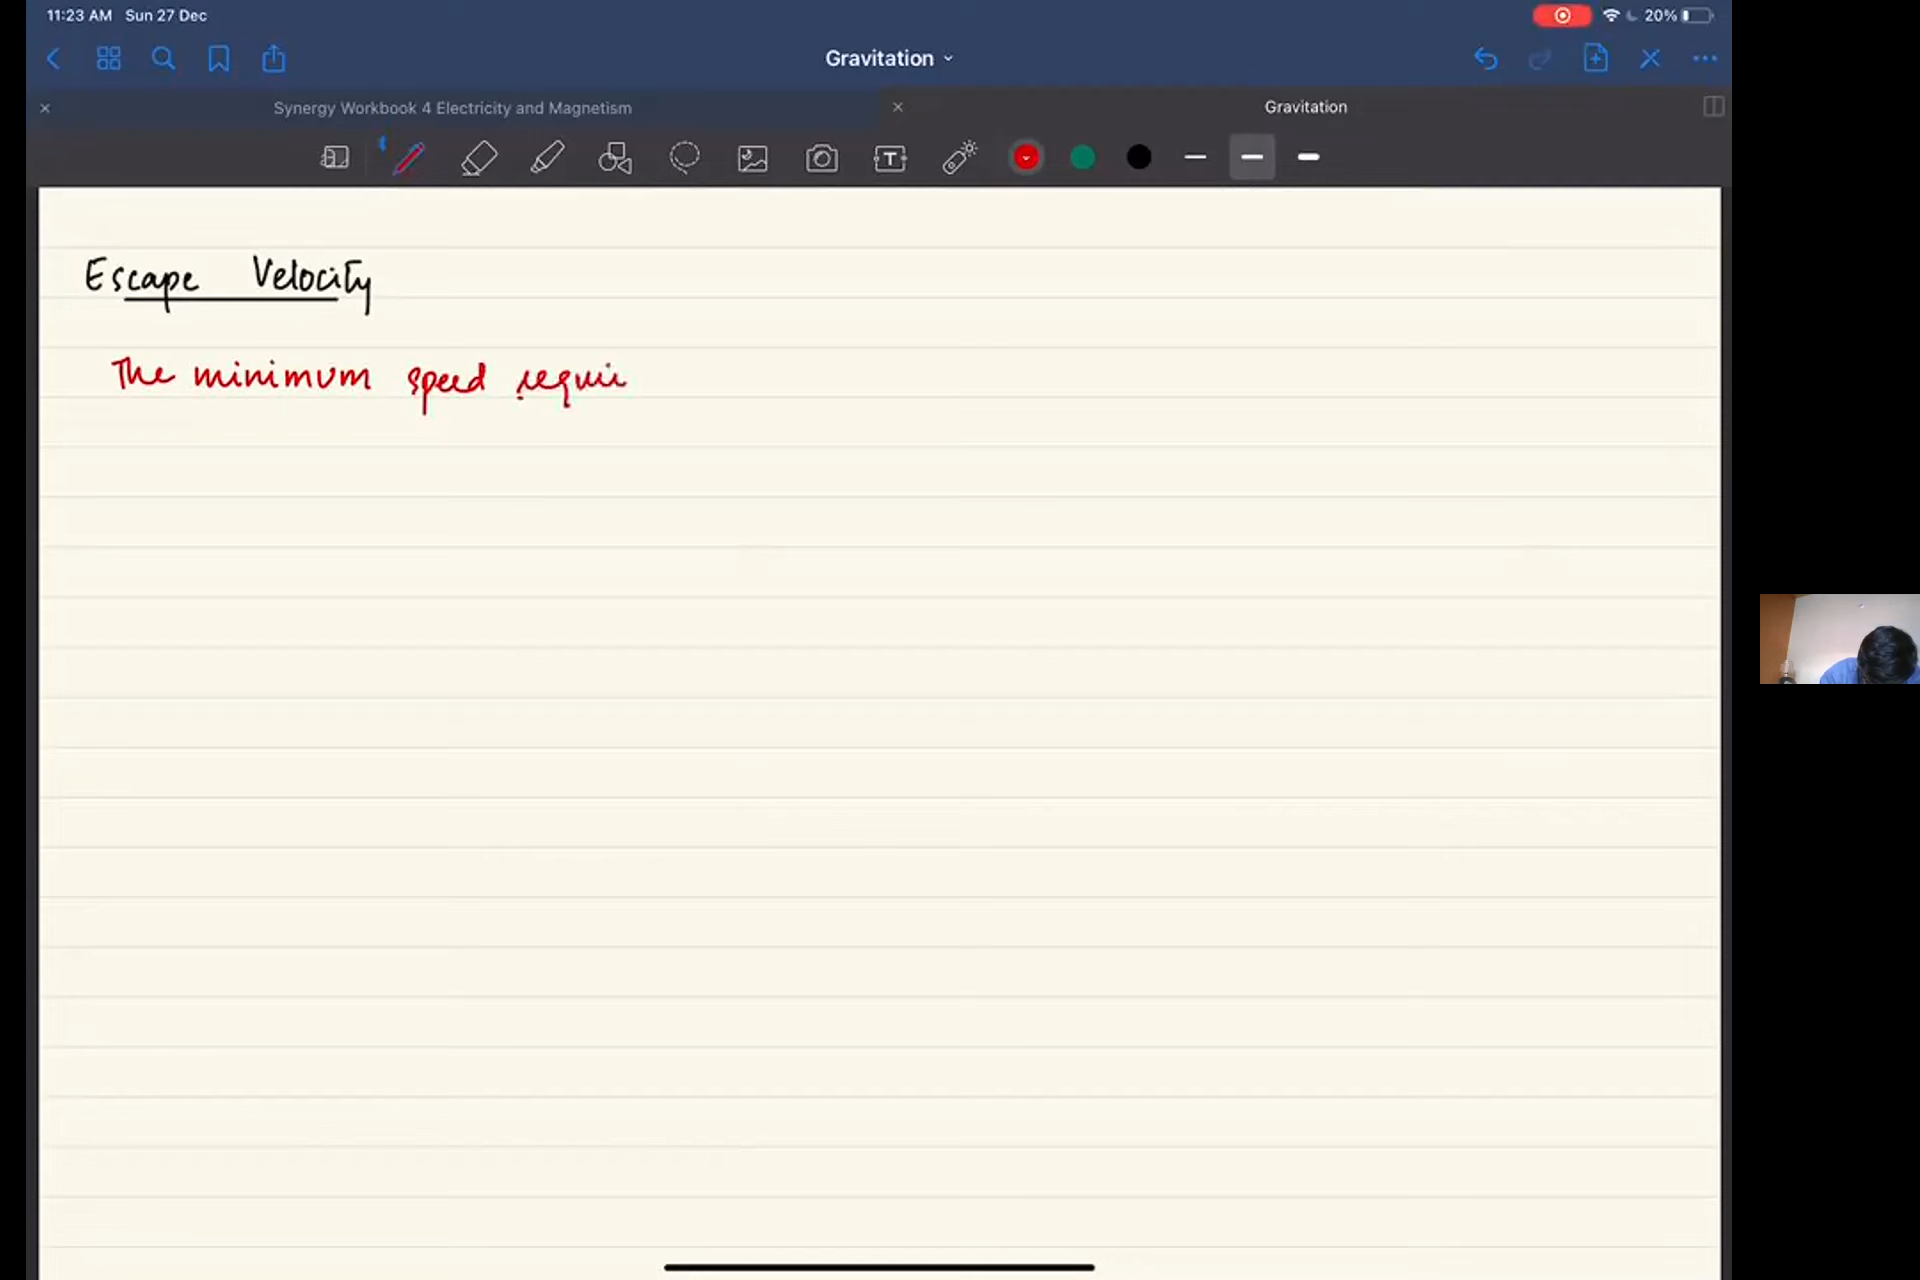 11:23 AM Sun 27 Dec
20%
Gravitation
Synergy Workbook 4 Electricity and Magnetism
Gravitation
T
Escape Velocity
The minimum speed requi